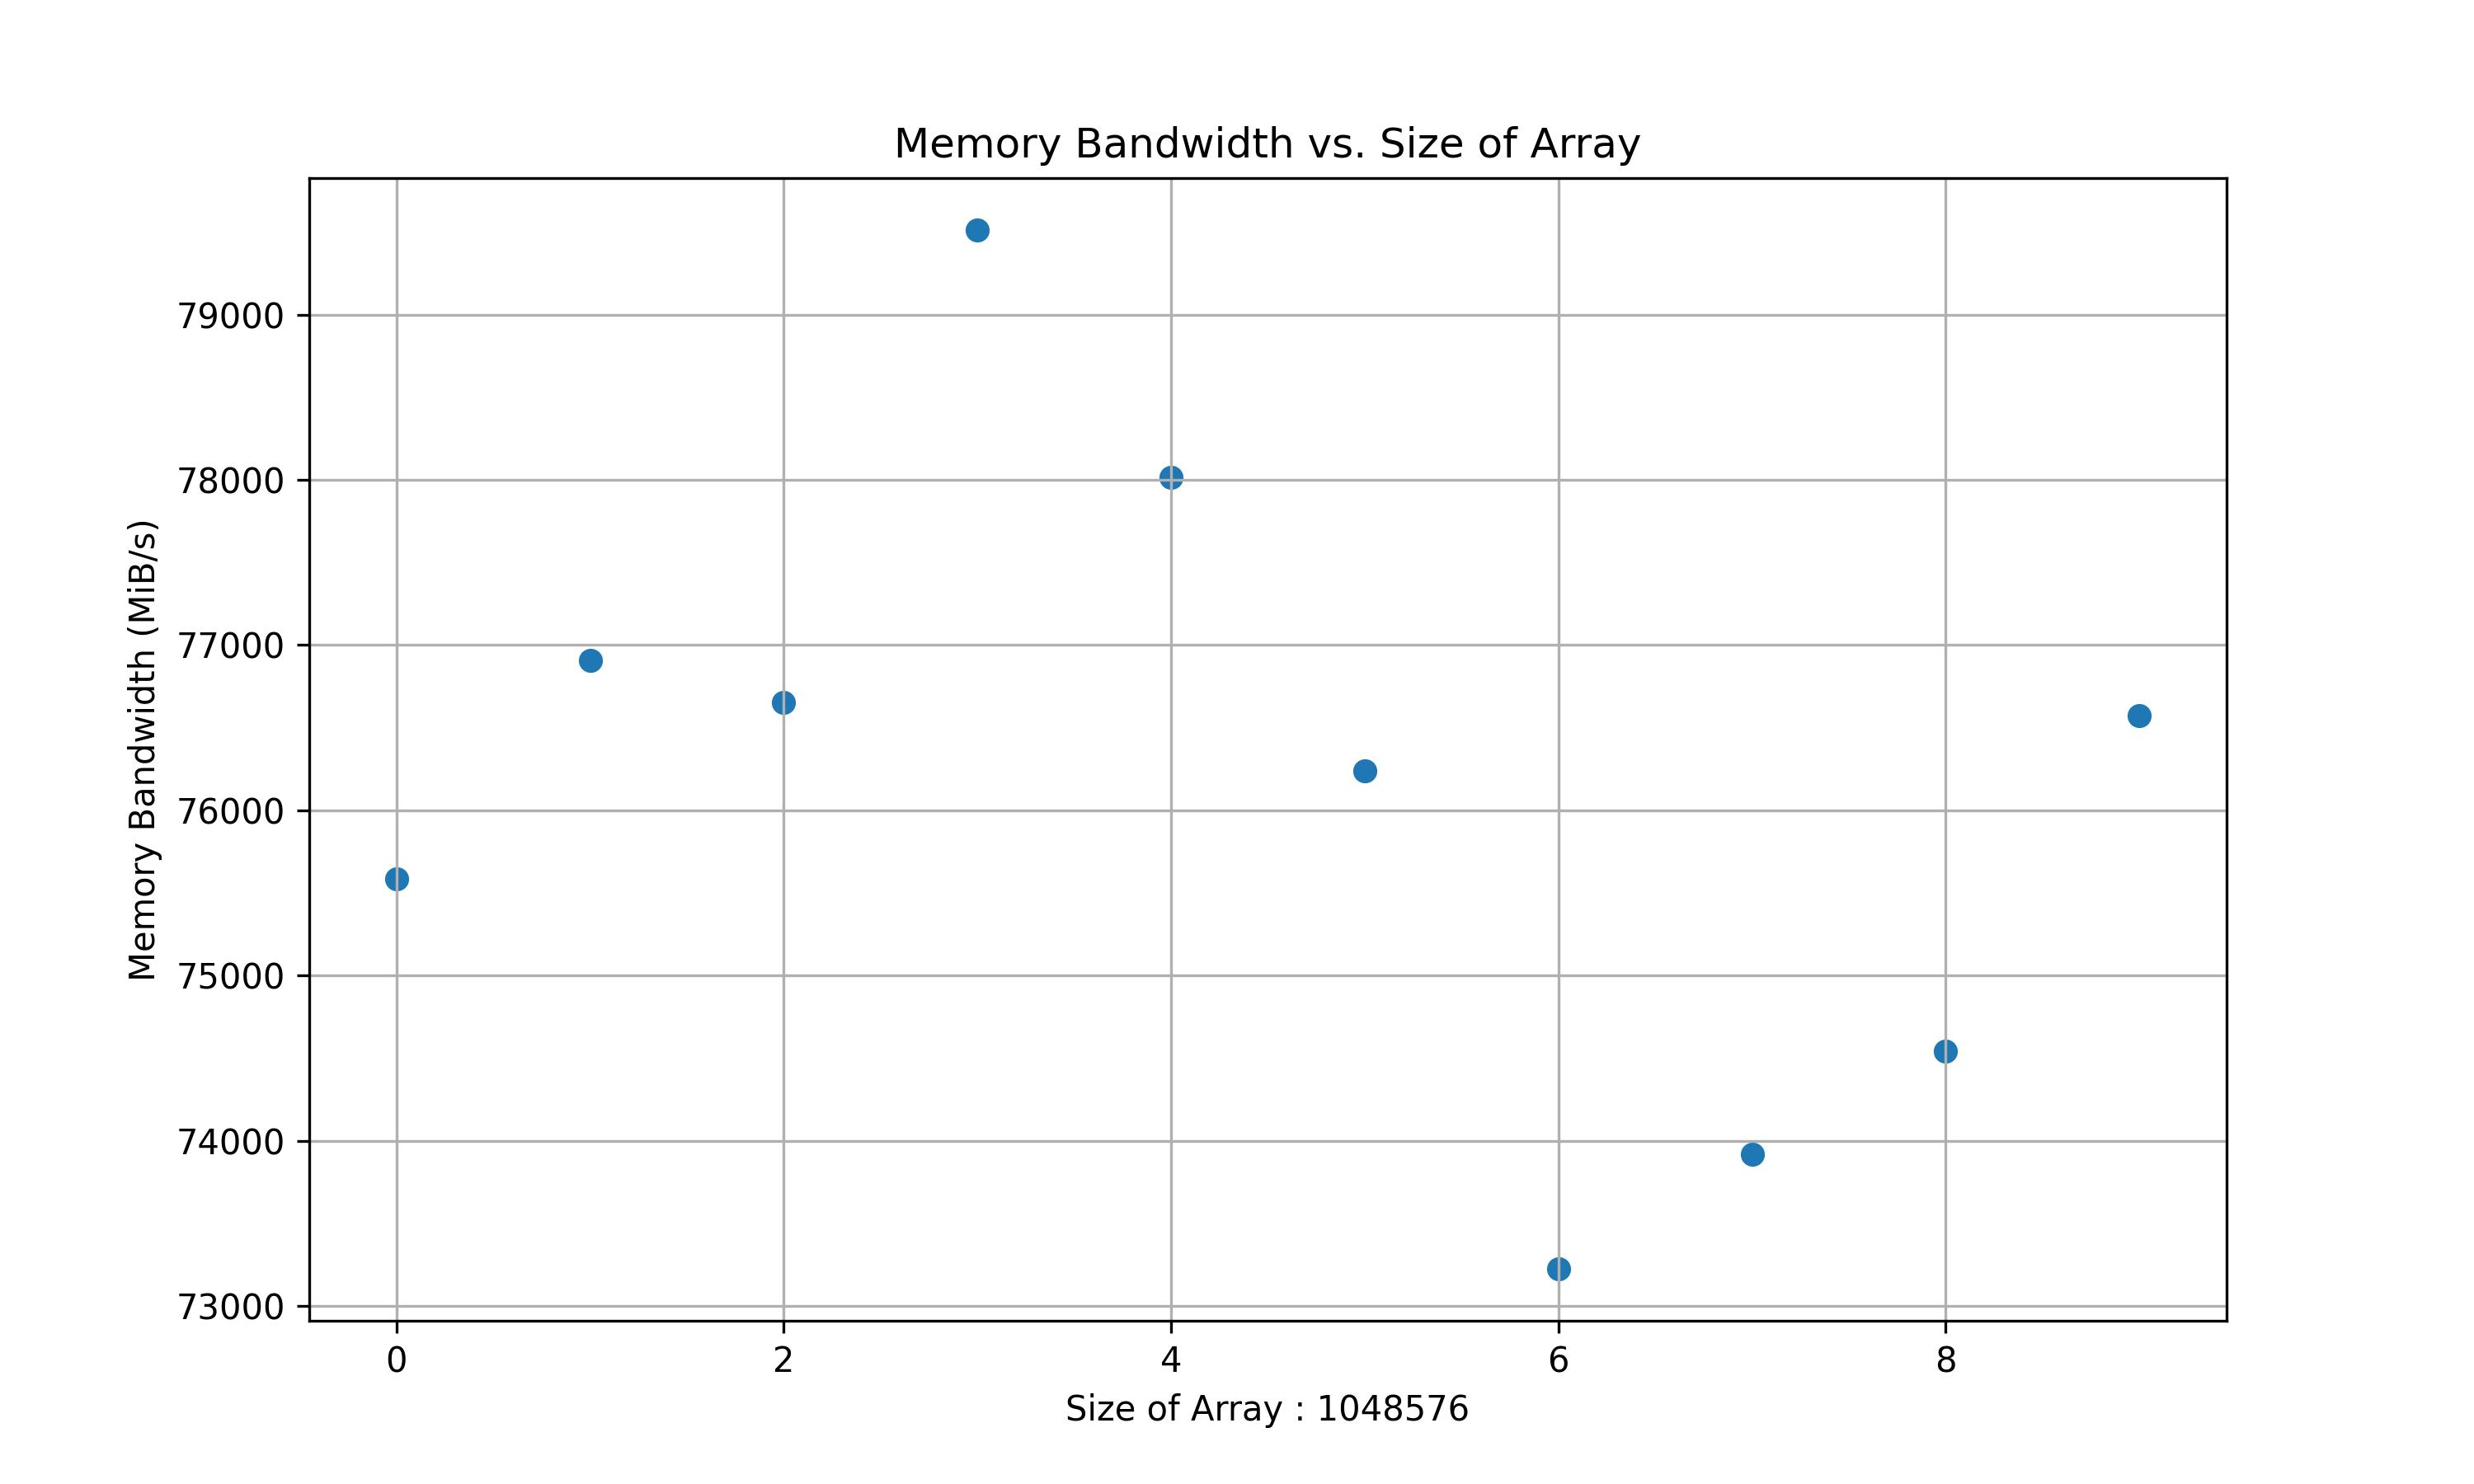 Memory Bandwidth vs. Size of Array
79000
78000
77000
76000
75000
74000
73000
Memory Bandwidth (MiB/s)
0 2 4 6 8
Size of Array : 1048576